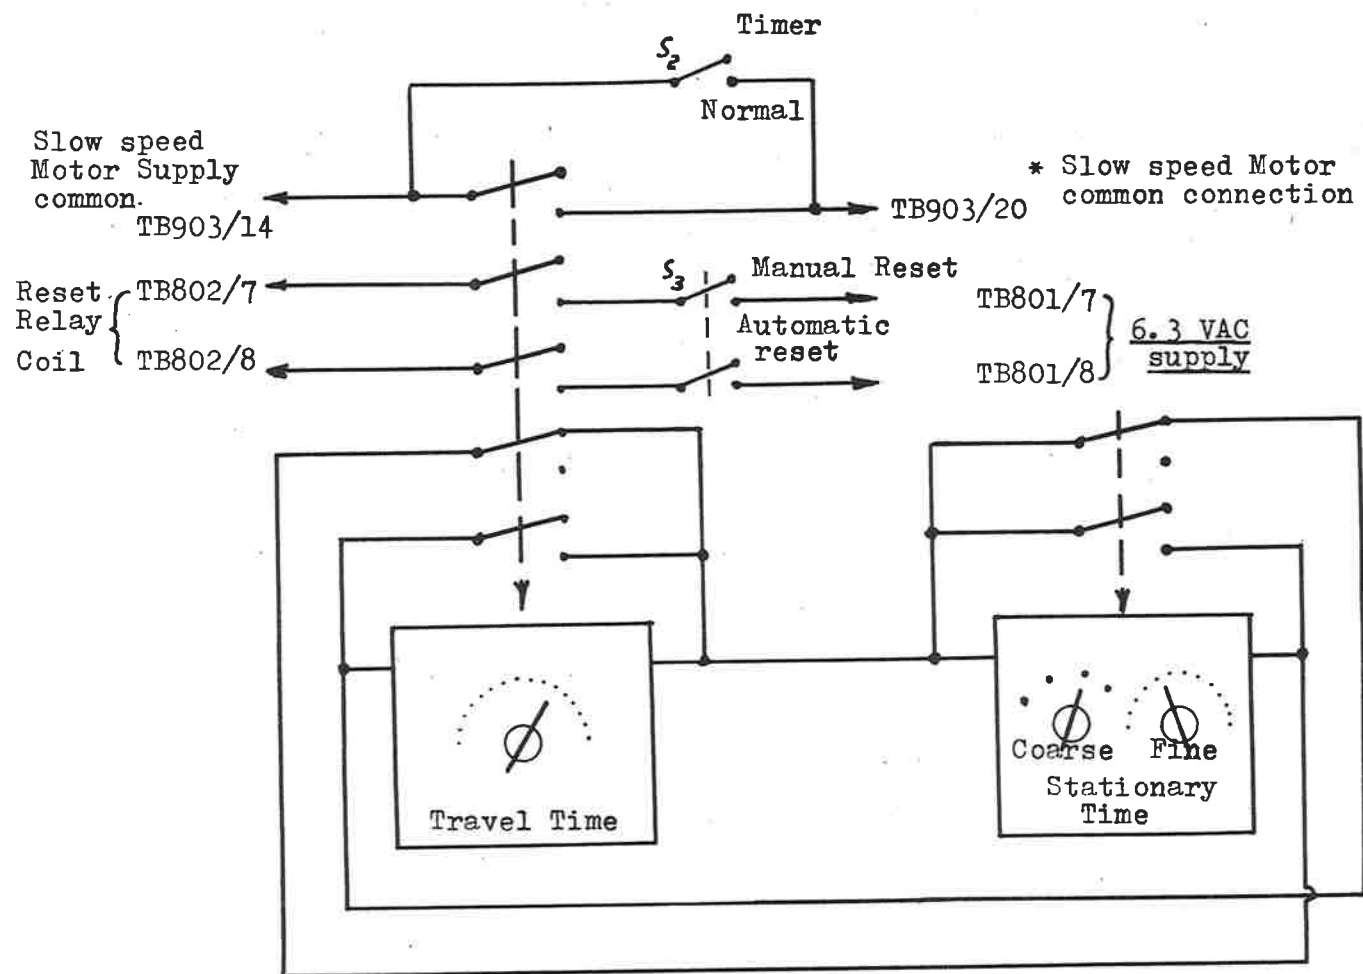 Timer
S2
Normal
Slow speed
Motor Supply
common.
TB903/14
* Slow speed Motor
common connection
TB903/20
Reset
Relay
Coil
TB802/7
TB802/8
S3
Manual Reset
Automatic
reset
TB801/7
TB801/8
6.3 VAC
supply
Travel Time
Coarse Fine
Stationary
Time